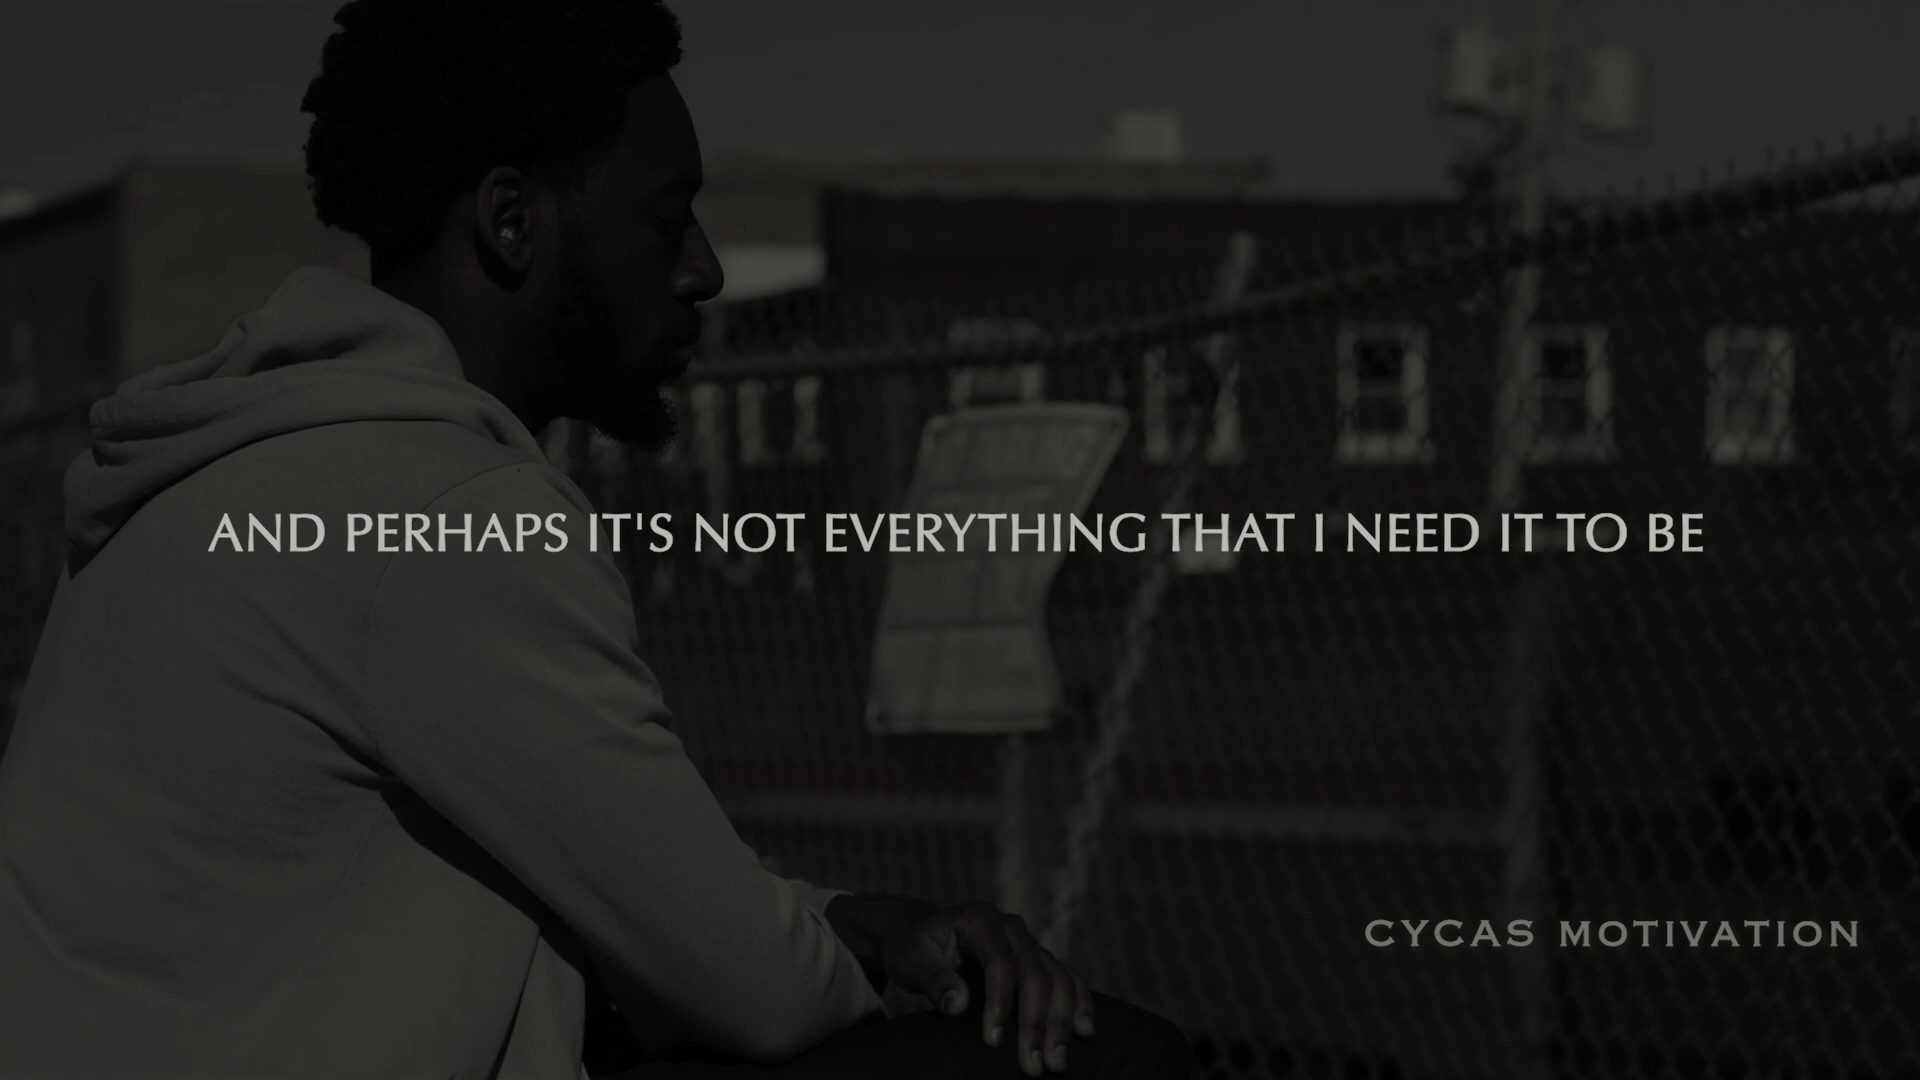 AND PERHAPS IT'S NOT EVERYTHING THAT I NEED IT TO BE
CYCAS MOTIVATION